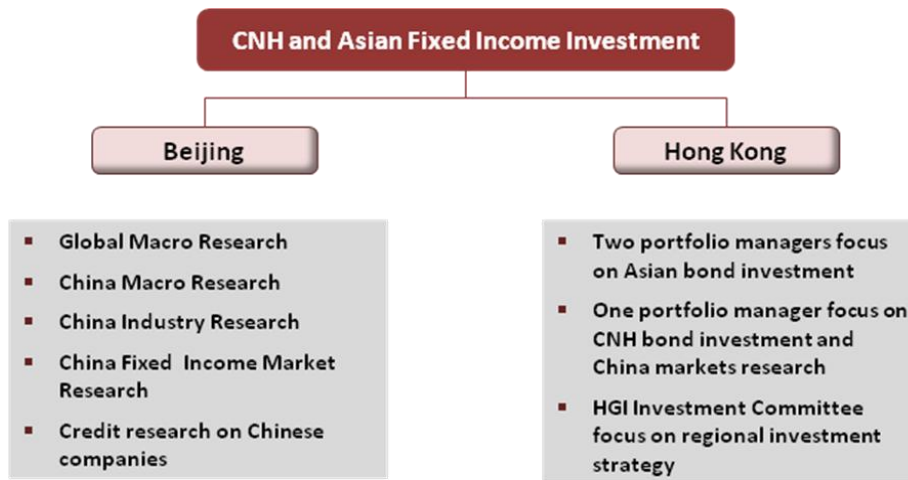 CNH and Asian Fixed Income Investment
Beijing
Hong Kong
Global Macro Research
China Macro Research
China Industry Research
China Fixed Income Market
Research
Credit research on Chinese
companies
Two portfolio managers focus
on Asian bond investment
One portfolio manager focus on
CNH bond investment and
China markets research
HGI Investment Committee
focus on regional investment
strategy